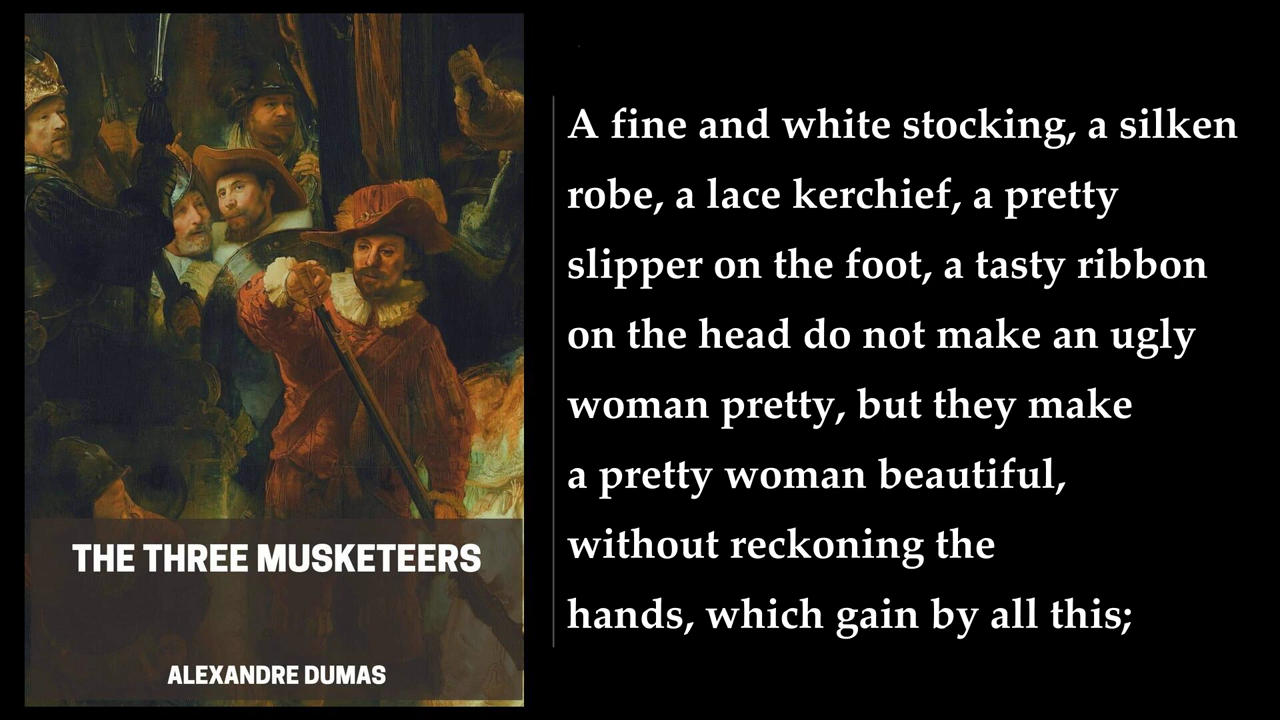 THE THREE MUSKETEERS
ALEXANDRE DUMAS
A fine and white stocking, a silken
robe, a lace kerchief, a pretty
slipper on the foot, a tasty ribbon
on the head do not make an ugly
woman pretty, but they make
a pretty woman beautiful,
without reckoning the
hands, which gain by all this;